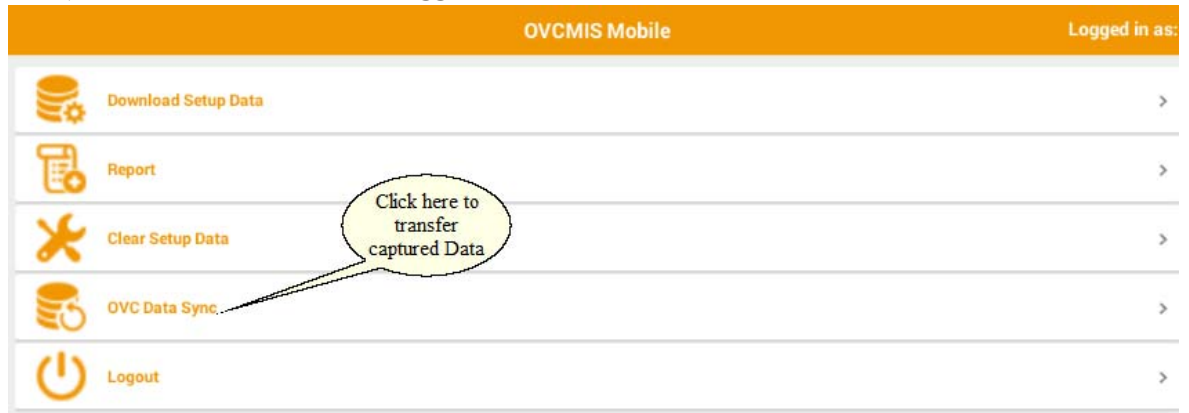 OVCMIS Mobile
Logged in as:
Download Setup Data
Report
Click here to
transfer
captured Data
Clear Setup Data
OVC Data Sync
Logout